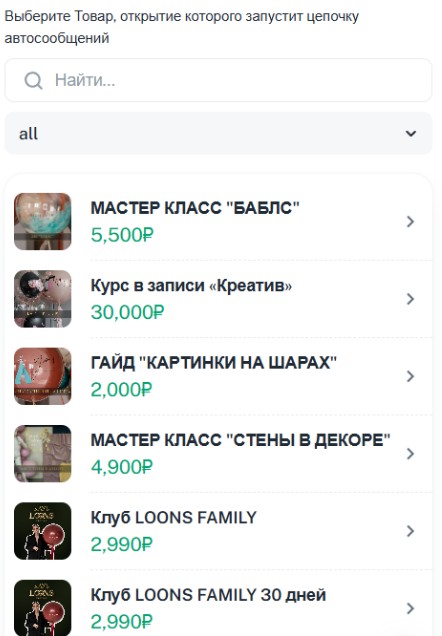 Выберите Товар, открытие которого запустит цепочку
автосообщений
Найти...
all
МАСТЕР КЛАСС "БАБЛС"
5,500₽
Курс в записи «Креатив»
30,000₽
ГАЙД "КАРТИНКИ НА ШАРАХ"
2,000₽
МАСТЕР КЛАСС "СТЕНЫ В ДЕКОРЕ"
4,900₽
Клуб LOONS FAMILY
2,990₽
Клуб LOONS FAMILY 30 дней
2,990₽